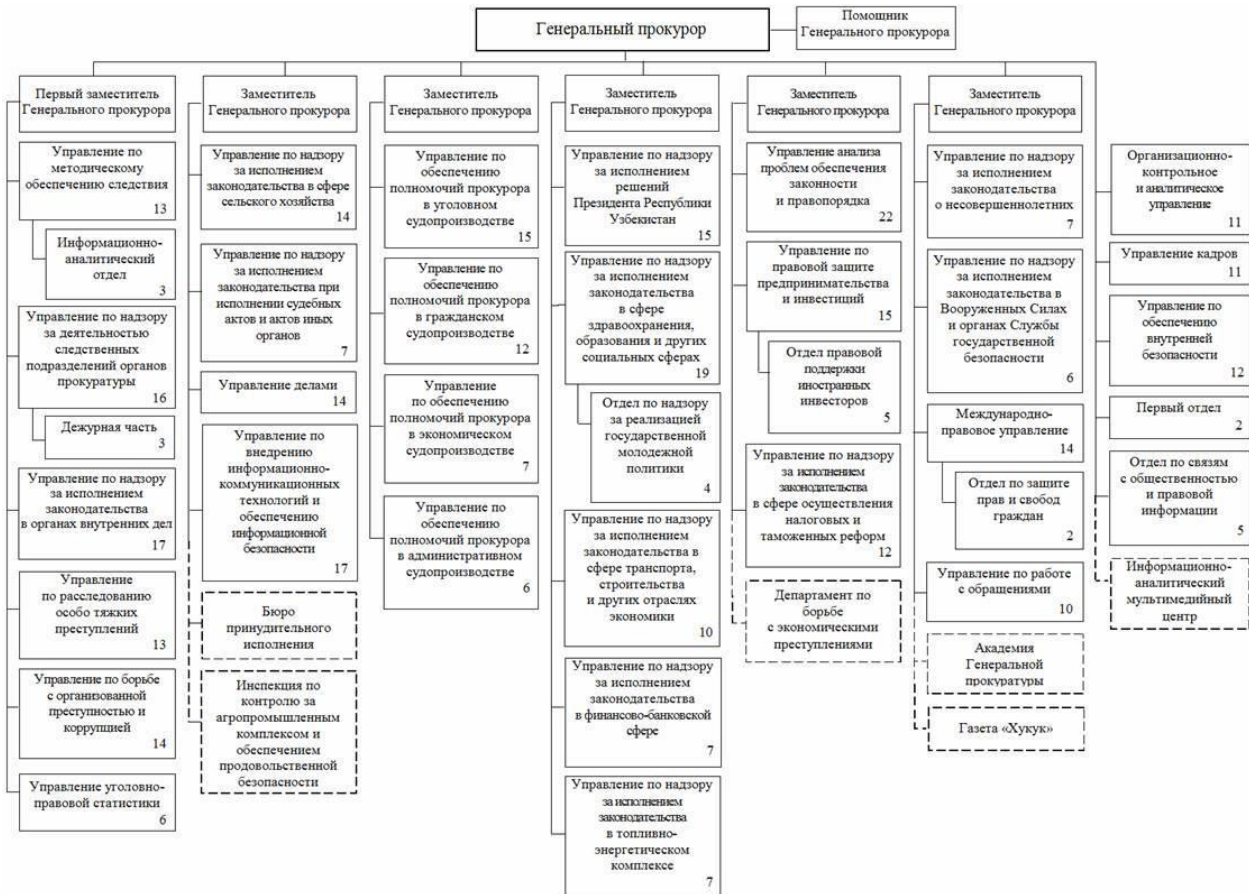 Генеральный прокурор
Помощник
Генерального прокурора
Первый заместитель
Генерального прокурора
Управление по
методическому
обеспечению следствия
13
Информационно-
аналитический
отдел
3
Управление по надзору
за деятельностью
следственных
подразделений органов
прокуратуры
16
Дежурная часть
3
Управление по надзору
за исполнением
законодательства
в органах внутренних дел
17
Управление
по расследованию
особо тяжких
преступлений
13
Управление по борьбе
с организованной
преступностью и
коррупцией
14
Управление уголовно-
правовой статистики
6
Заместитель
Генерального прокурора
Управление по надзору
за исполнением
законодательства в сфере
сельского хозяйства
14
Управление по надзору
за исполнением
законодательства при
исполнении судебных
актов и актов иных
органов
7
Управление делами
14
Управление по
внедрению
информационно-
коммуникационных
технологий и
обеспечению
информационной
безопасности
17
Бюро
принудительного
исполнения
Инспекция по
контролю за
агропромышленным
комплексом и
обеспечением
продовольственной
безопасности
Заместитель
Генерального прокурора
Управление по
обеспечению
полномочий прокурора
в уголовном
судопроизводстве
15
Управление по
обеспечению
полномочий прокурора
в гражданском
судопроизводстве
12
Управление
по обеспечению
полномочий прокурора
в экономическом
судопроизводстве
7
Управление по
обеспечению
полномочий прокурора
в административном
судопроизводстве
6
Заместитель
Генерального прокурора
Управление по надзору
за исполнением
решений
Президента Республики
Узбекистан
15
Управление по надзору
за исполнением
законодательства
в сфере
здравоохранения,
образования и других
социальных сферах
19
Отдел по надзору
за реализацией
государственной
молодежной
политики
4
Управление по надзору
за исполнением
законодательства в
сфере транспорта,
строительства
и других отраслях
экономики
10
Управление по надзору
за исполнением
законодательства
в финансово-банковской
сфере
7
Управление по надзору
за исполнением
законодательства
в топливно-
энергетическом
комплексе
7
Заместитель
Генерального прокурора
Управление анализа
проблем обеспечения
законности
и правопорядка
22
Управление по
правовой защите
предпринимательства
и инвестиций
15
Отдел правовой
поддержки
иностранных
инвесторов
5
Управление по надзору
за исполнением
законодательства
в сфере осуществления
налоговых и
таможенных реформ
12
Департамент по
борьбе
с экономическими
преступлениями
Заместитель
Генерального прокурора
Управление по надзору
за исполнением
законодательства
о несовершеннолетних
7
Управление по надзору
за исполнением
законодательства в
Вооруженных Силах
и органах Службы
государственной
безопасности
6
Международно-
правовое управление
14
Отдел по защите
прав и свобод
граждан
2
Управление по работе
с обращениями
10
Академия
Генеральной
прокуратуры
Газета «Хукук»
Организационно-
контрольное
и аналитическое
управление
11
Управление кадров
11
Управление по
обеспечению
внутренней
безопасности
12
Первый отдел
2
Отдел по связям
с общественностью
и правовой
информации
5
Информационно-
аналитический
мультимедийный
центр